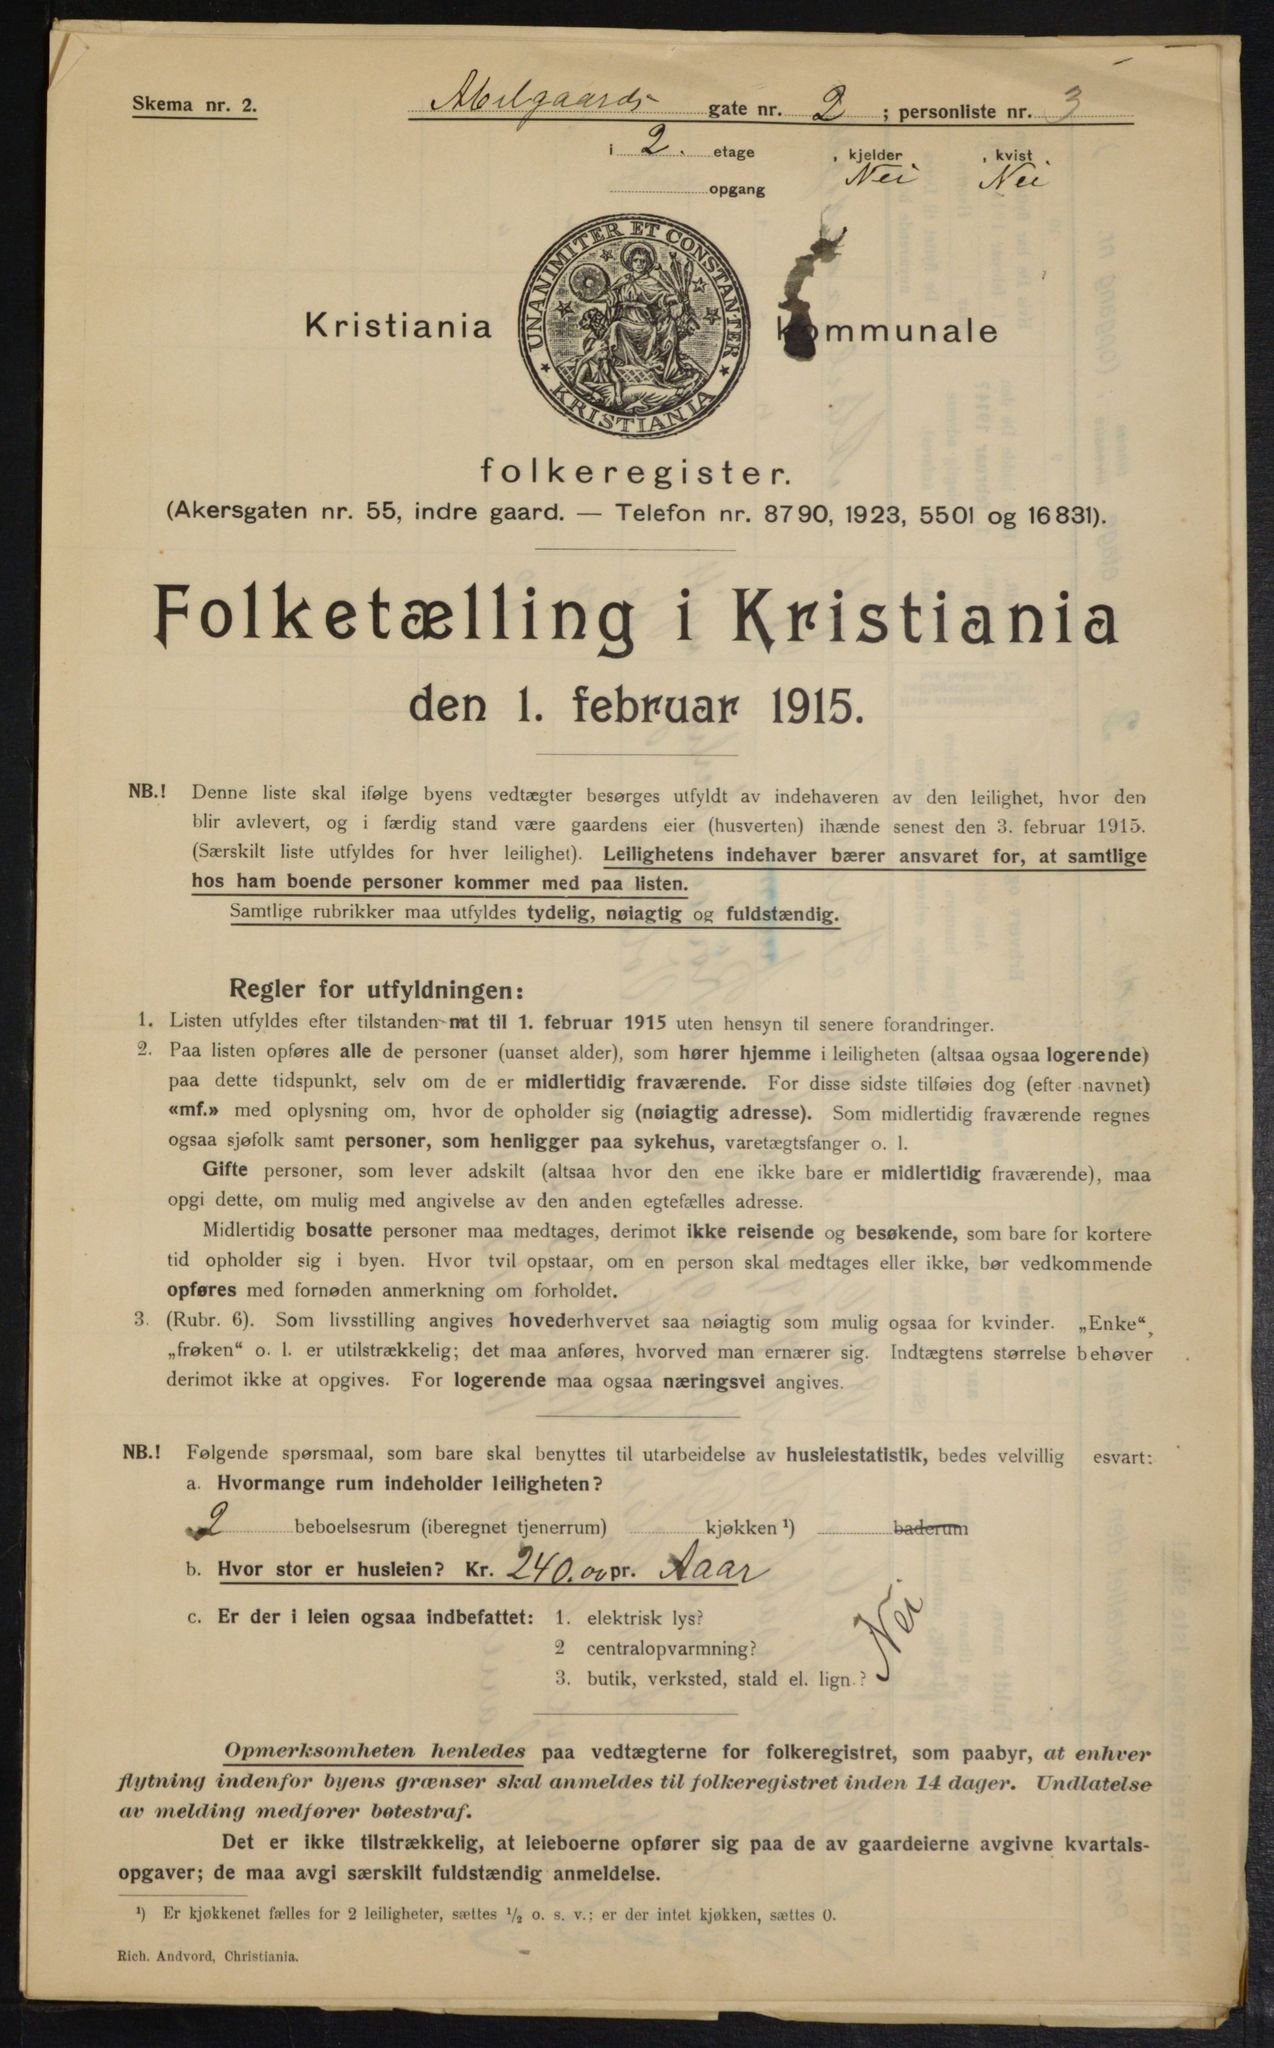 Skema nr. 2.
Abelgaards gate nr. 2 ; personliste nr. 3
i 2. etage , kjelder Nei , kvist Nei
opgang
UNANIMITER ET CONSTANTER
KRISTIANIA
Kristiania kommunale
folkeregister.
(Akersgaten nr. 55, indre gaard. — Telefon nr. 8790, 1923, 5501 og 16831).
Folketælling i Kristiania
den 1. februar 1915.
NB.! Denne liste skal ifølge byens vedtægter besørges utfyldt av indehaveren av den leilighet, hvor den
blir avlevert, og i færdig stand være gaardens eier (husverten) ihænde senest den 3. februar 1915.
(Særskilt liste utfyldes for hver leilighet). Leilighetens indehaver bærer ansvaret for, at samtlige
hos ham boende personer kommer med paa listen.
Samtlige rubrikker maa utfyldes tydelig, nøiagtig og fuldstændig.
Regler for utfyldningen:
1. Listen utfyldes efter tilstanden nat til 1. februar 1915 uten hensyn til senere forandringer.
2. Paa listen opføres alle de personer (uanset alder), som hører hjemme i leiligheten (altsaa ogsaa logerende)
paa dette tidspunkt, selv om de er midlertidig fraværende. For disse sidste tilføies dog (efter navnet)
«mf.» med oplysning om, hvor de opholder sig (nøiagtig adresse). Som midlertidig fraværende regnes
ogsaa sjøfolk samt personer, som henligger paa sykehus, varetægtsfanger o. l.
Gifte personer, som lever adskilt (altsaa hvor den ene ikke bare er midlertidig fraværende), maa
opgi dette, om mulig med angivelse av den anden egtefælles adresse.
Midlertidig bosatte personer maa medtages, derimot ikke reisende og besøkende, som bare for kortere
tid opholder sig i byen. Hvor tvil opstaar, om en person skal medtages eller ikke, bør vedkommende
opføres med fornøden anmerkning om forholdet.
3. (Rubr. 6). Som livsstilling angives hovederhvervet saa nøiagtig som mulig ogsaa for kvinder. „Enke“,
„frøken“ o. l. er utilstrækkelig; det maa anføres, hvorved man ernærer sig. Indtægtens størrelse behøver
derimot ikke at opgives. For logerende maa ogsaa næringsvei angives.
NB.! Følgende spørsmaal, som bare skal benyttes til utarbeidelse av husleiestatistik, bedes velvillig esvart:
a. Hvormange rum indeholder leiligheten?
2 beboelsesrum (iberegnet tjenerrum) kjøkken ¹) baderum
b. Hvor stor er husleien? Kr. 240.00 pr. Aaar
c. Er der i leien ogsaa indbefattet: 1. elektrisk lys?
2 centralopvarmning?
3. butik, verksted, stald el. lign.?
Nei
Opmerksomheten henledes paa vedtægterne for folkeregistret, som paabyr, at enhver
flytning indenfor byens grænser skal anmeldes til folkeregistret inden 14 dager. Undlatelse
av melding medfører bøtestraf.
Det er ikke tilstrækkelig, at leieboerne opfører sig paa de av gaardeierne avgivne kvartals-
opgaver; de maa avgi særskilt fuldstændig anmeldelse.
¹) Er kjøkkenet fælles for 2 leiligheter, sættes ½ o. s. v.; er der intet kjøkken, sættes 0.
Rich. Andvord, Christiania.